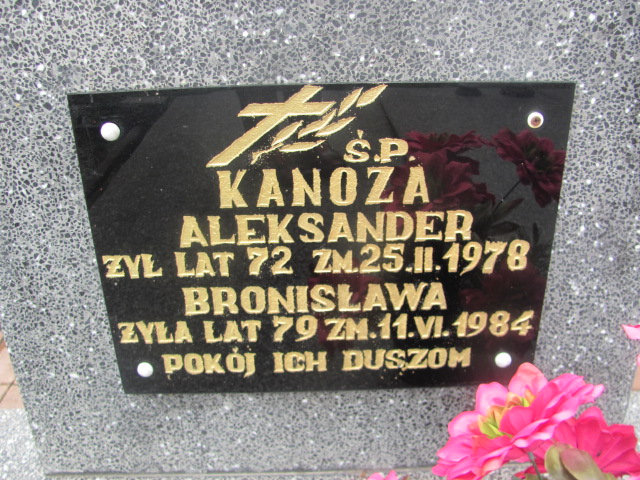 Ś.P.
KANOZA
ALEKSANDER
ŻYŁ LAT 72 ZM.25.II.1978
BRONISŁAWA
ŻYŁA LAT 79 ZM.11.VI.1984
POKÓJ ICH DUSZOM